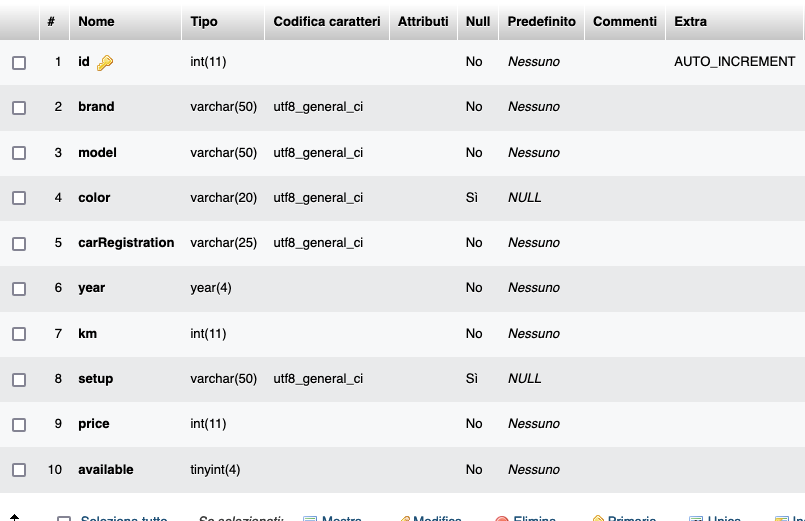 # Nome Tipo Codifica caratteri Attributi Null Predefinito Commenti Extra
1 id int(11) No Nessuno AUTO_INCREMENT
2 brand varchar(50) utf8_general_ci No Nessuno
3 model varchar(50) utf8_general_ci No Nessuno
4 color varchar(20) utf8_general_ci Sì NULL
5 carRegistration varchar(25) utf8_general_ci No Nessuno
6 year year(4) No Nessuno
7 km int(11) No Nessuno
8 setup varchar(50) utf8_general_ci Sì NULL
9 price int(11) No Nessuno
10 available tinyint(4) No Nessuno
Seleziona tutto Se selezionati: Mostra Modifica Elimina Primaria Unica